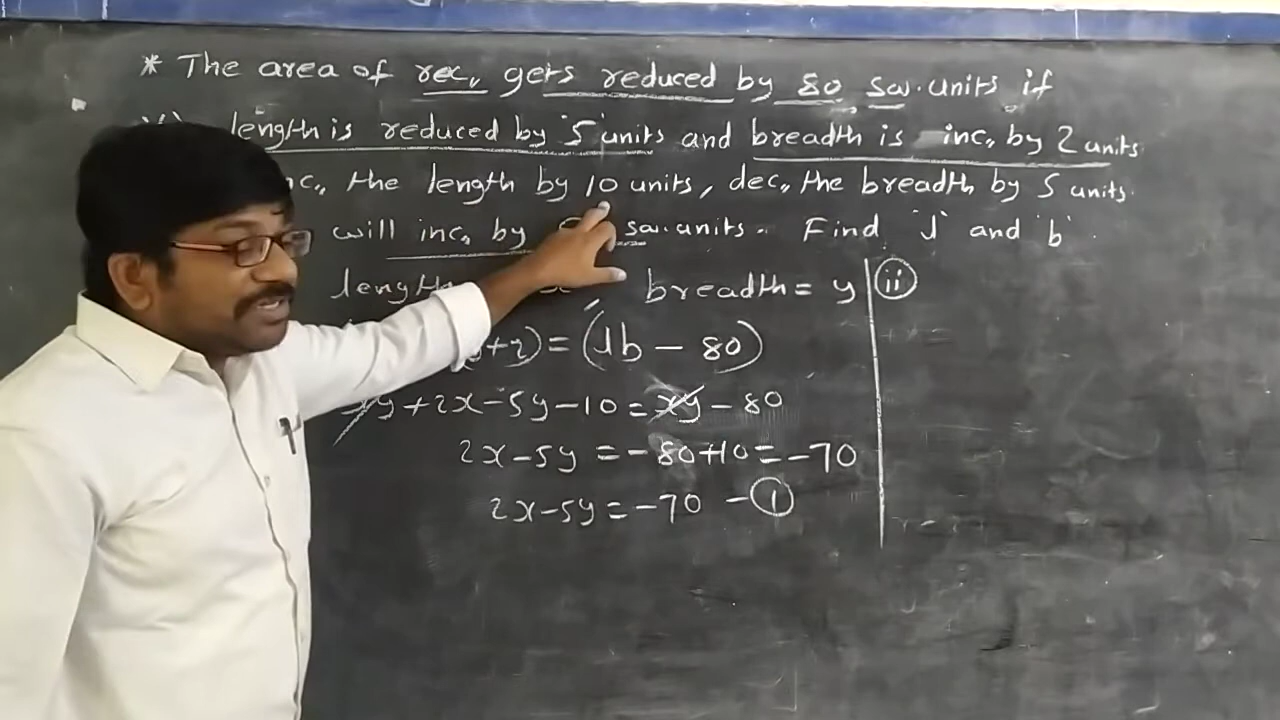 * The area of rec,, gets reduced by 80 sq.units if
length is reduced by 5 units and breadth is inc,, by 2 units
nc,, the length by 10 units, dec,, the breadth by 5 units.
will inc,, by sq.units. Find 'l' and 'b'.
length breadth = y
(ii)
+2) = (lb - 80)
xy + 2x - 5y - 10 = xy - 80
2x - 5y = - 80 + 10 = - 70
2x - 5y = - 70 - (1)